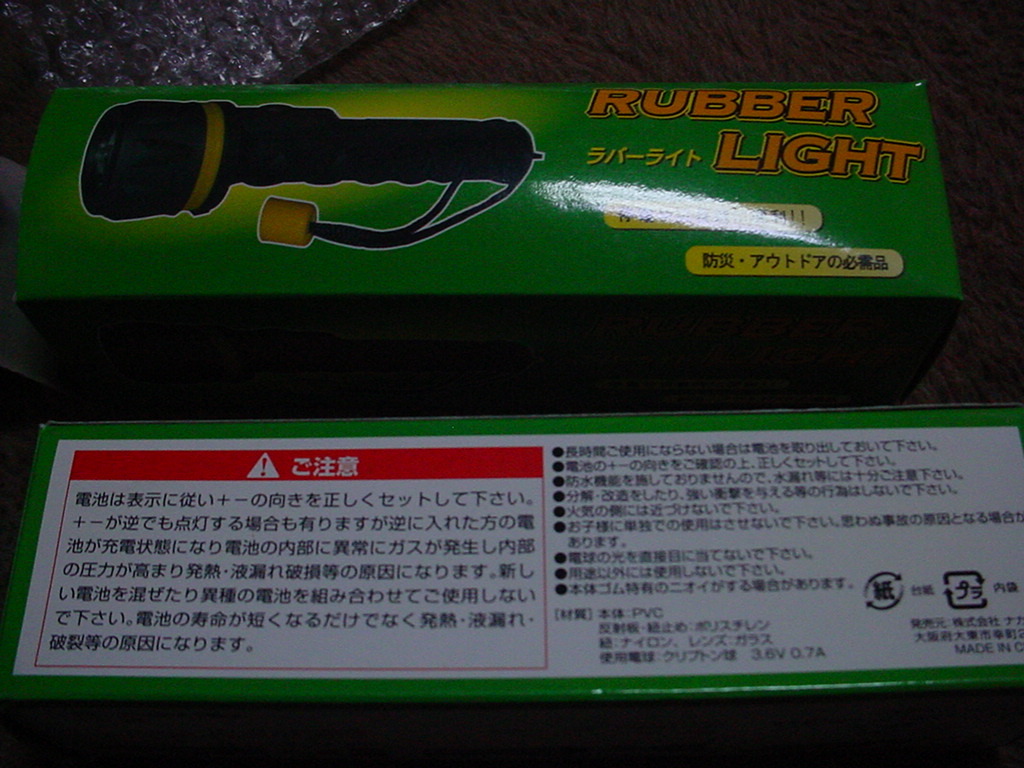 RUBBER
ラバーライト LIGHT
防災・アウトドアの必需品
ご注意
電池は表示に従い+-の向きを正しくセットして下さい。
+-が逆でも点灯する場合も有りますが逆に入れた方の電
池が充電状態になり電池の内部に異常にガスが発生し内部
の圧力が高まり発熱・液漏れ破損等の原因になります。新し
い電池を混ぜたり異種の電池を組み合わせてご使用しない
で下さい。電池の寿命が短くなるだけでなく発熱・液漏れ・
破裂等の原因になります。
●長時間ご使用にならない場合は電池を取り出しておいて下さい。
●電池の+-の向きをご確認の上、正しくセットして下さい。
●防水機能を施しておりませんので、水漏れ等には十分ご注意下さい。
●分解・改造をしたり、強い衝撃を与える等の行為はしないで下さい。
●火気の側には近づけないで下さい。
●お子様に単独での使用はさせないで下さい。思わぬ事故の原因となる場合が
あります。
●電球の光を直接目に当てないで下さい。
●用途以外には使用しないで下さい。
●本体ゴム特有のニオイがする場合があります。
紙 台紙 プラ 内袋
[材質] 本体:PVC
反射板・紐止め:ポリスチレン
紐:ナイロン、レンズ:ガラス
使用電球:クリプトン球 3.6V 0.7A
発売元:株式会社 ナカ
大阪府大東市幸町2
MADE IN C